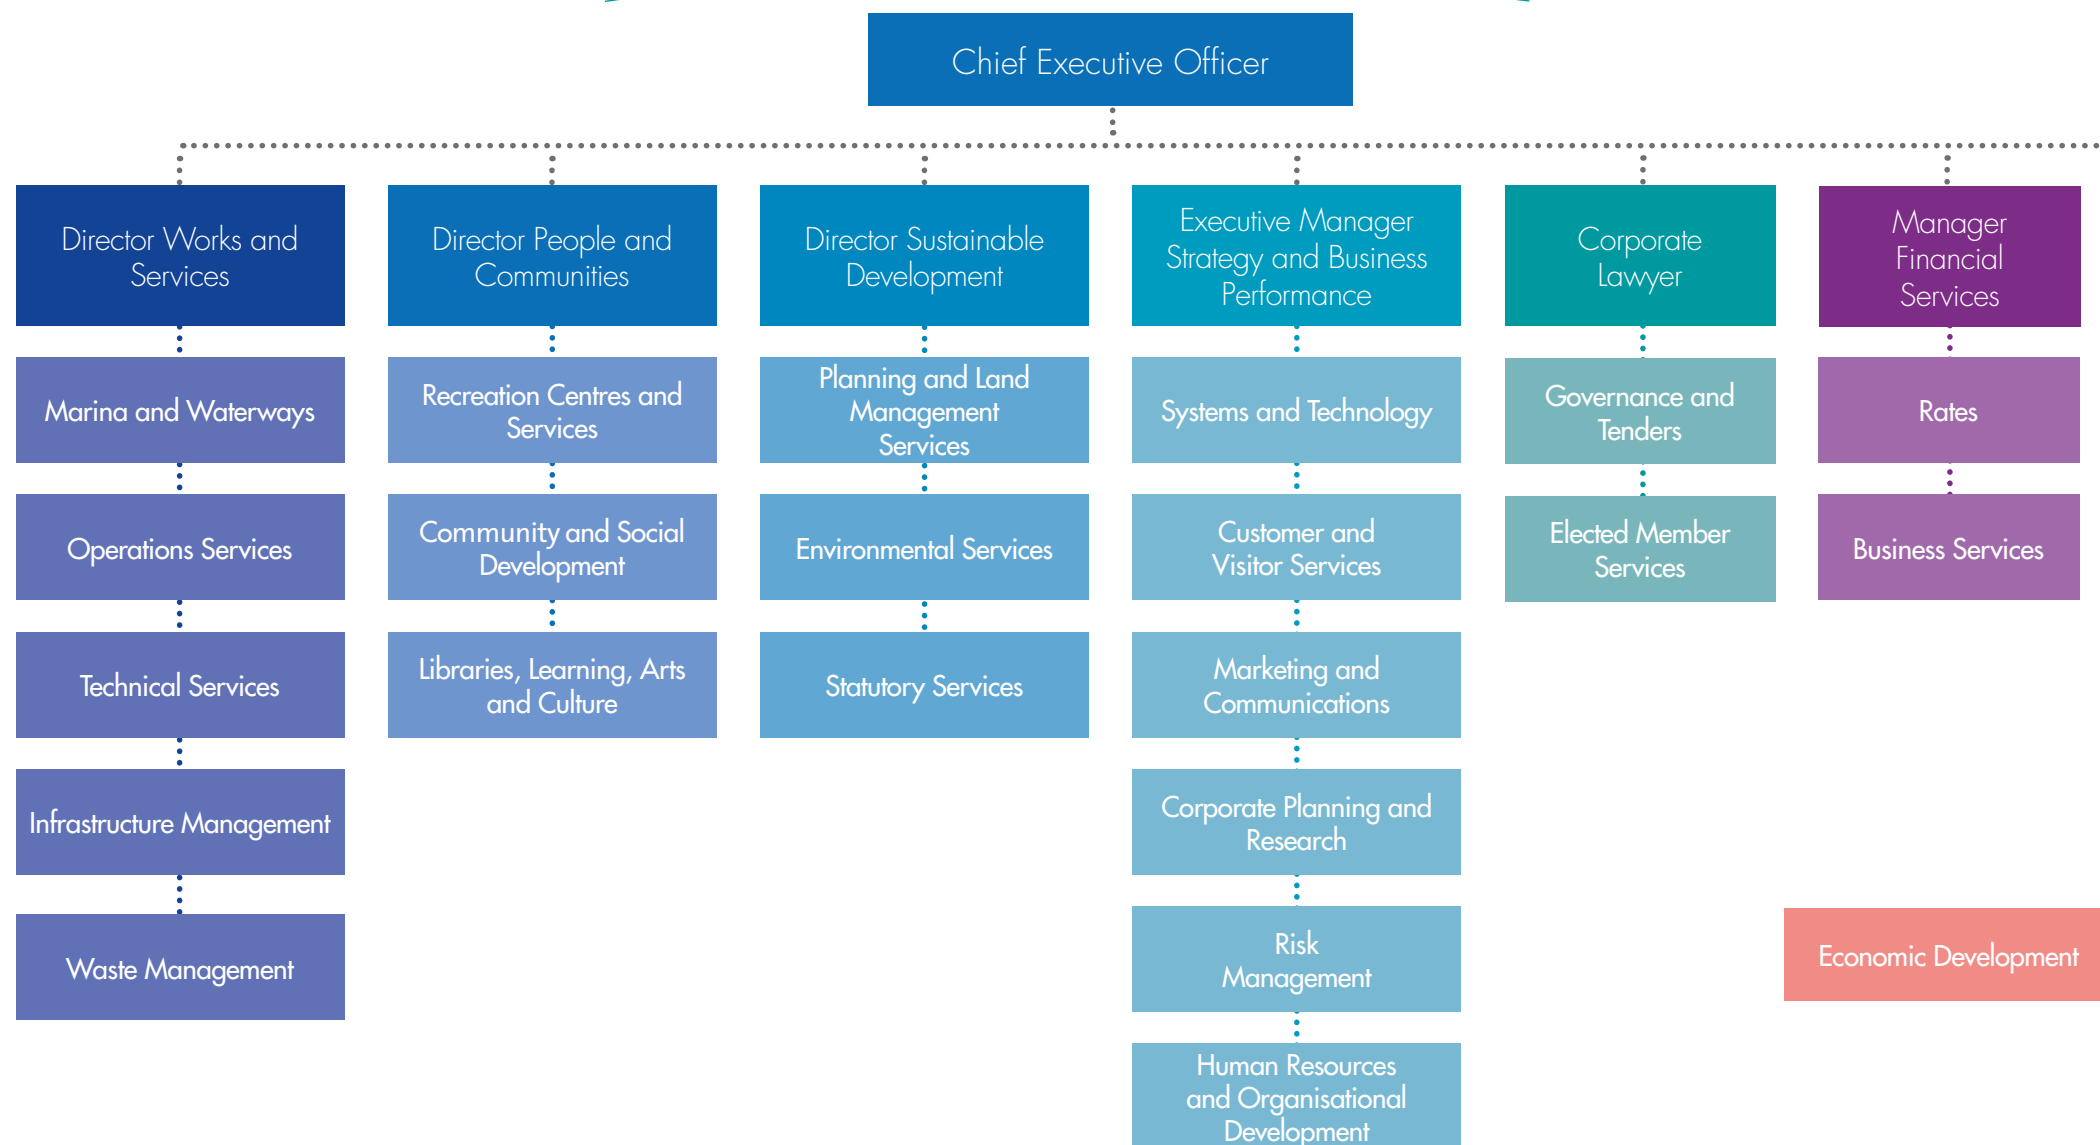 Chief Executive Officer
Director Works and
Services
Director People and
Communities
Director Sustainable
Development
Executive Manager
Strategy and Business
Performance
Corporate
Lawyer
Manager
Financial
Services
Marina and Waterways
Operations Services
Technical Services
Infrastructure Management
Waste Management
Recreation Centres and
Services
Community and Social
Development
Libraries, Learning, Arts
and Culture
Planning and Land
Management
Services
Environmental Services
Statutory Services
Systems and Technology
Customer and
Visitor Services
Marketing and
Communications
Corporate Planning and
Research
Risk
Management
Human Resources
and Organisational
Development
Governance and
Tenders
Elected Member
Services
Rates
Business Services
Economic Development